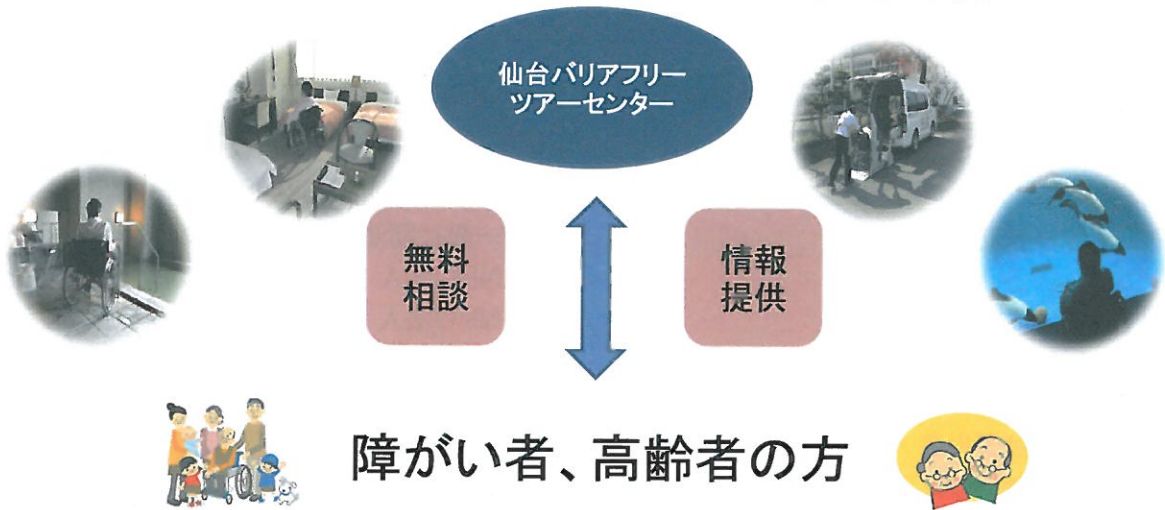 仙台バリアフリー
ツアーセンター
無料
相談
情報
提供
障がい者、高齢者の方